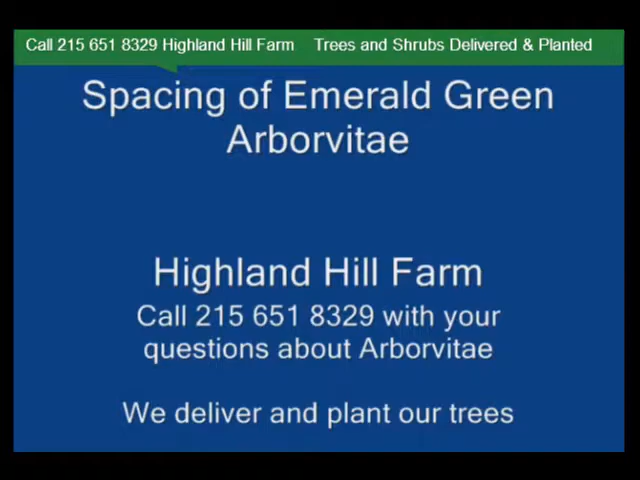 Call 215 651 8329 Highland Hill Farm Trees and Shrubs Delivered & Planted
Spacing of Emerald Green
Arborvitae
Highland Hill Farm
Call 215 651 8329 with your
questions about Arborvitae
We deliver and plant our trees